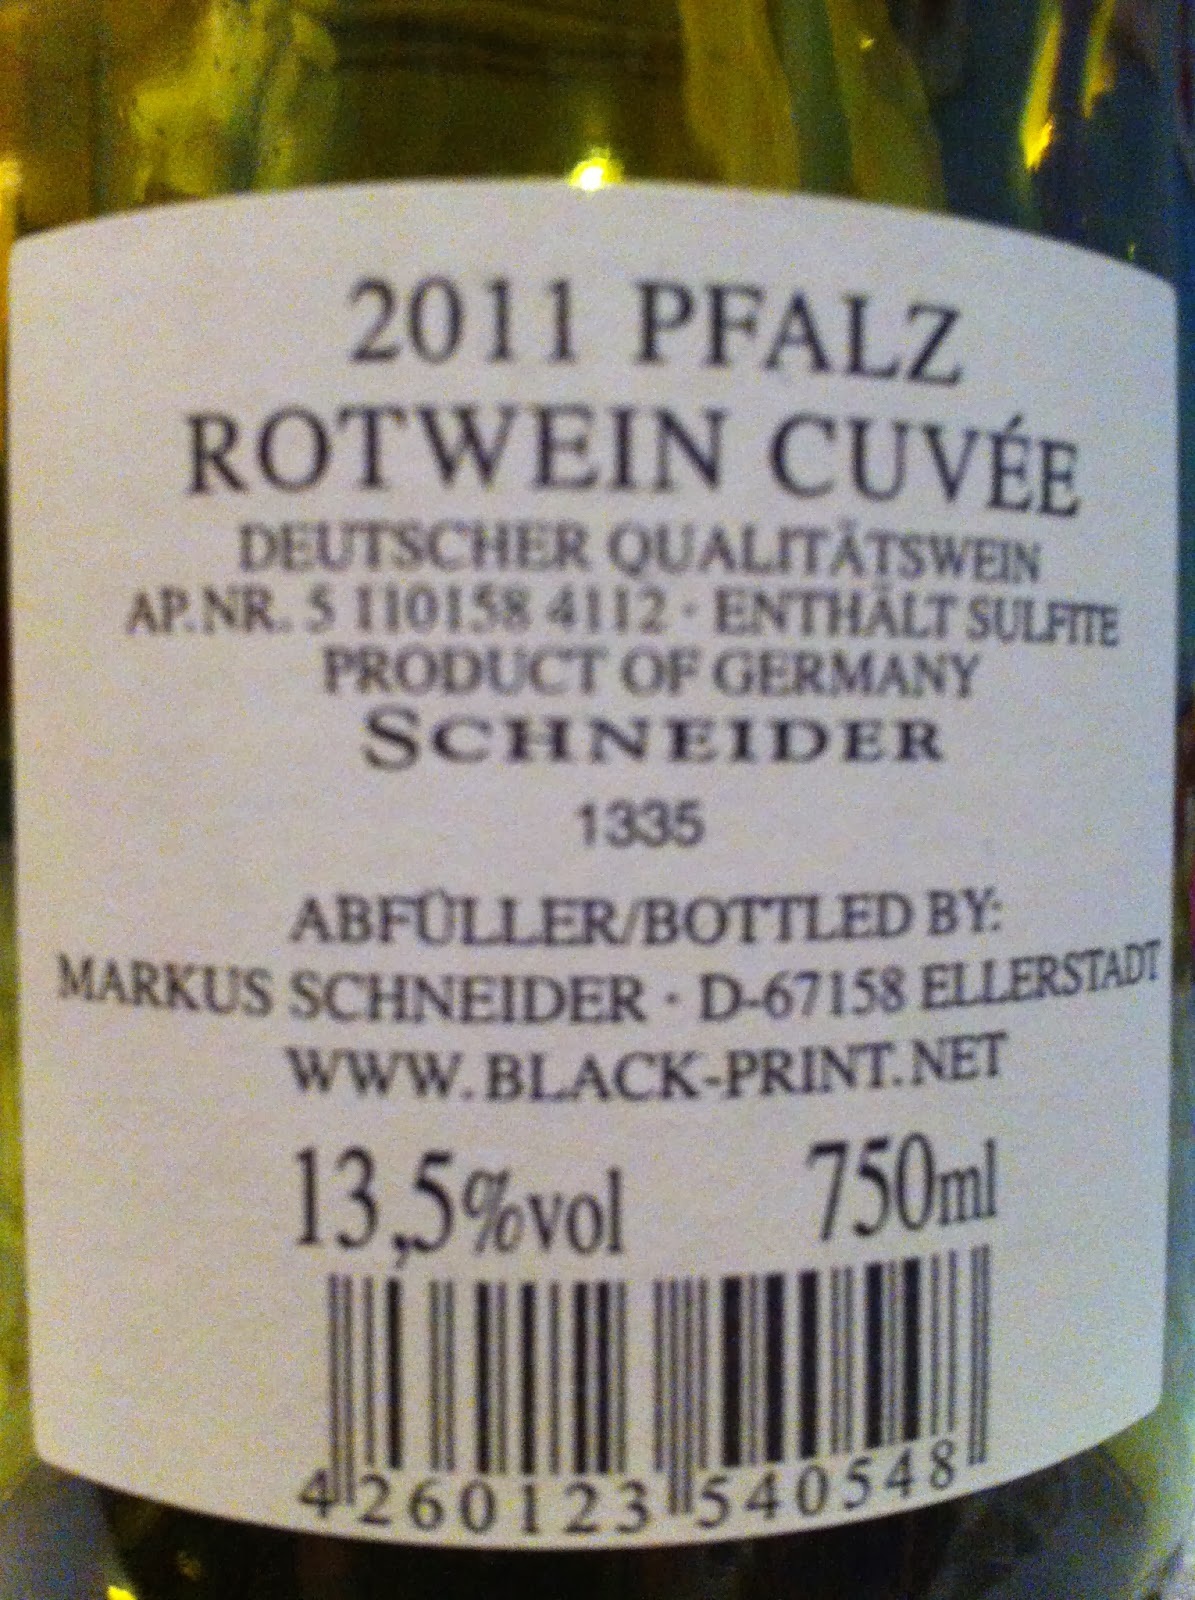 2011 PFALZ
ROTWEIN CUVÉE
DEUTSCHER QUALITÄTSWEIN
AP.NR. 5 110158 4112 · ENTHÄLT SULFITE
PRODUCT OF GERMANY
SCHNEIDER
1335
ABFÜLLER/BOTTLED BY:
MARKUS SCHNEIDER · D-67158 ELLERSTADT
WWW.BLACK-PRINT.NET
13,5%vol 750ml
4 260123 540548